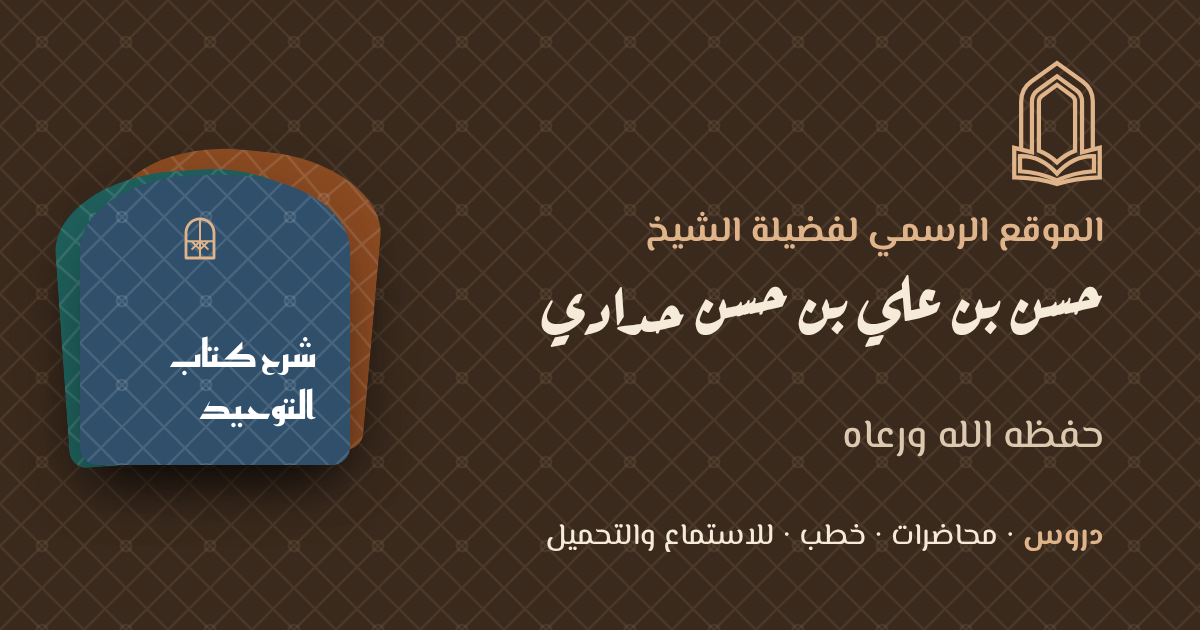 الموقع الرسمي لفضيلة الشيخ
حسن بن علي بن حسن حدادي
حفظه الله ورعاه
دروس · محاضرات · خطب · للاستماع والتحميل
شرح كتاب
التوحيد